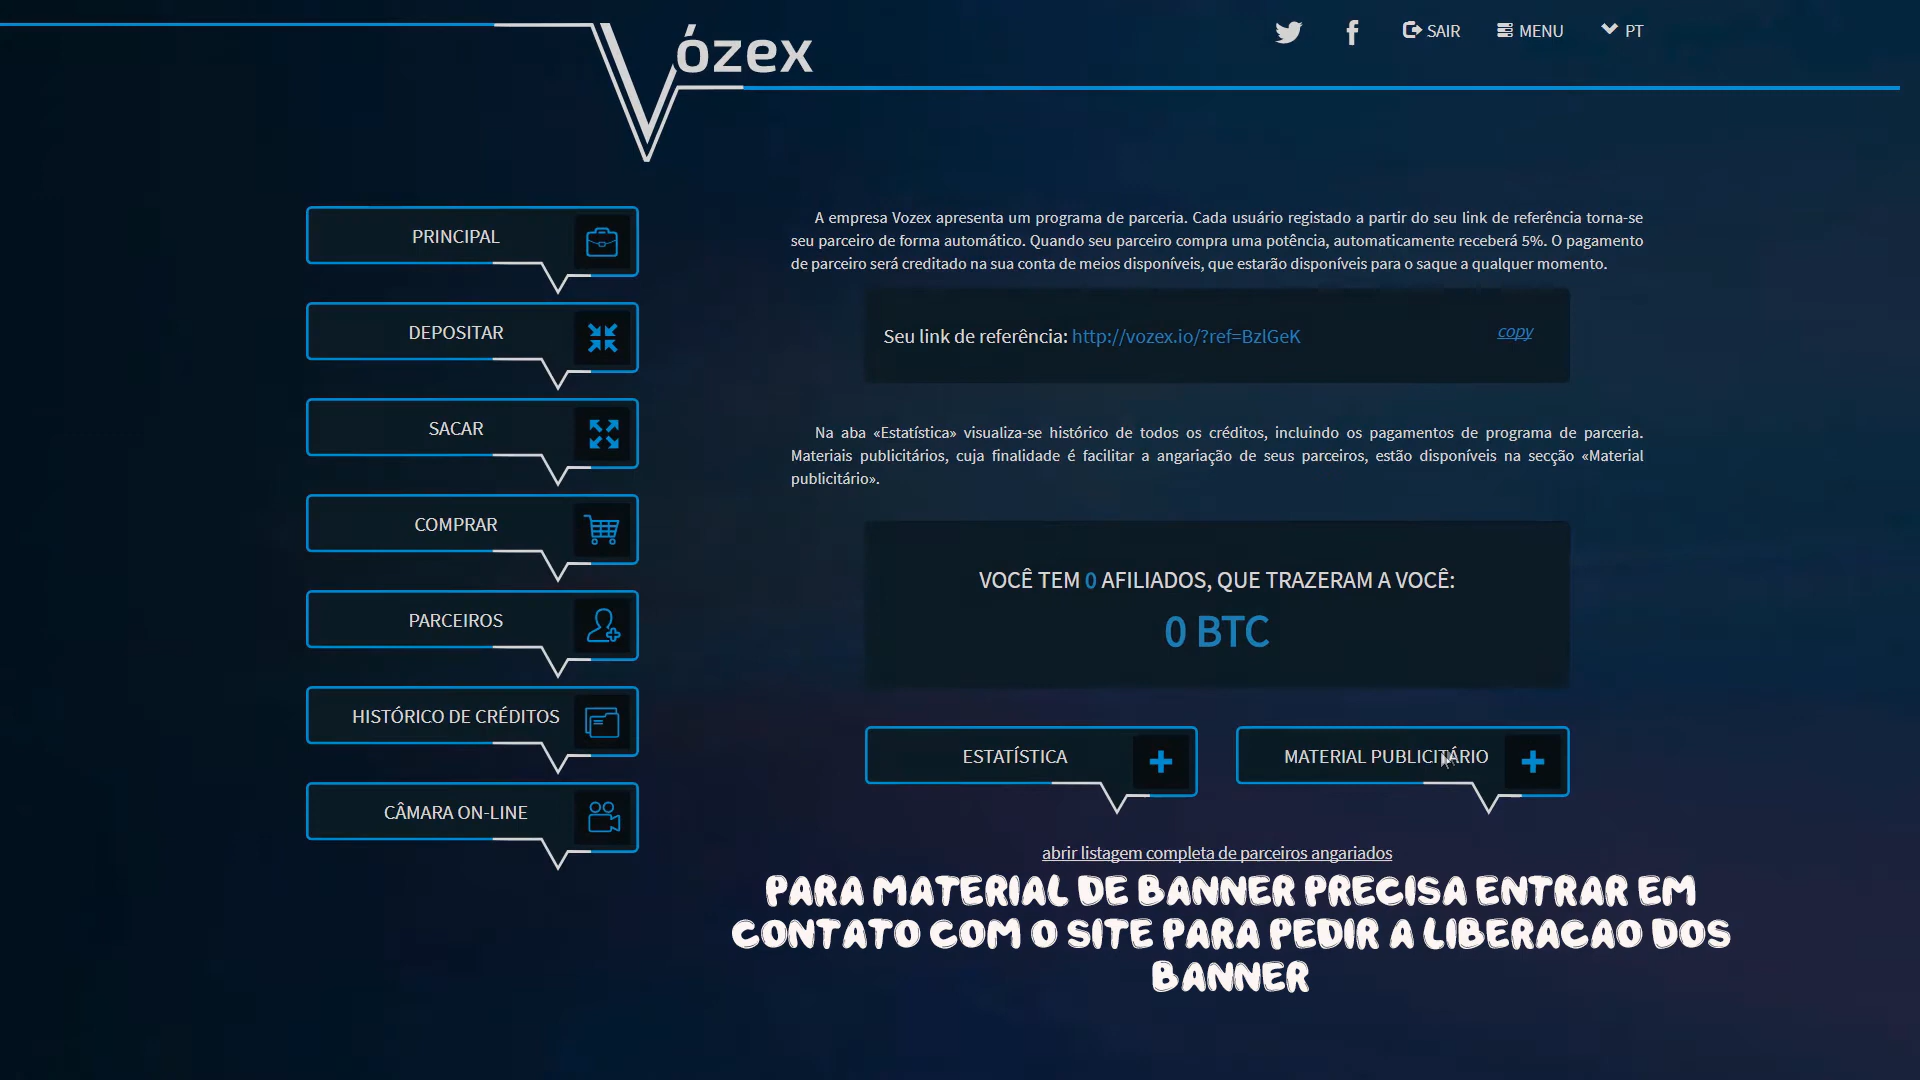 Vózex
SAIR
MENU
PT
PRINCIPAL
DEPOSITAR
SACAR
COMPRAR
PARCEIROS
HISTÓRICO DE CRÉDITOS
CÂMARA ON-LINE
A empresa Vozex apresenta um programa de parceria. Cada usuário registado a partir do seu link de referência torna-se
seu parceiro de forma automático. Quando seu parceiro compra uma potência, automaticamente receberá 5%. O pagamento
de parceiro será creditado na sua conta de meios disponíveis, que estarão disponíveis para o saque a qualquer momento.
Seu link de referência: http://vozex.io/?ref=BzlGeK
copy
Na aba «Estatística» visualiza-se histórico de todos os créditos, incluindo os pagamentos de programa de parceria.
Materiais publicitários, cuja finalidade é facilitar a angariação de seus parceiros, estão disponíveis na secção «Material
publicitário».
VOCÊ TEM 0 AFILIADOS, QUE TRAZERAM A VOCÊ:
0 BTC
ESTATÍSTICA
MATERIAL PUBLICITÁRIO
abrir listagem completa de parceiros angariados
PARA MATERIAL DE BANNER PRECISA ENTRAR EM
CONTATO COM O SITE PARA PEDIR A LIBERACAO DOS
BANNER